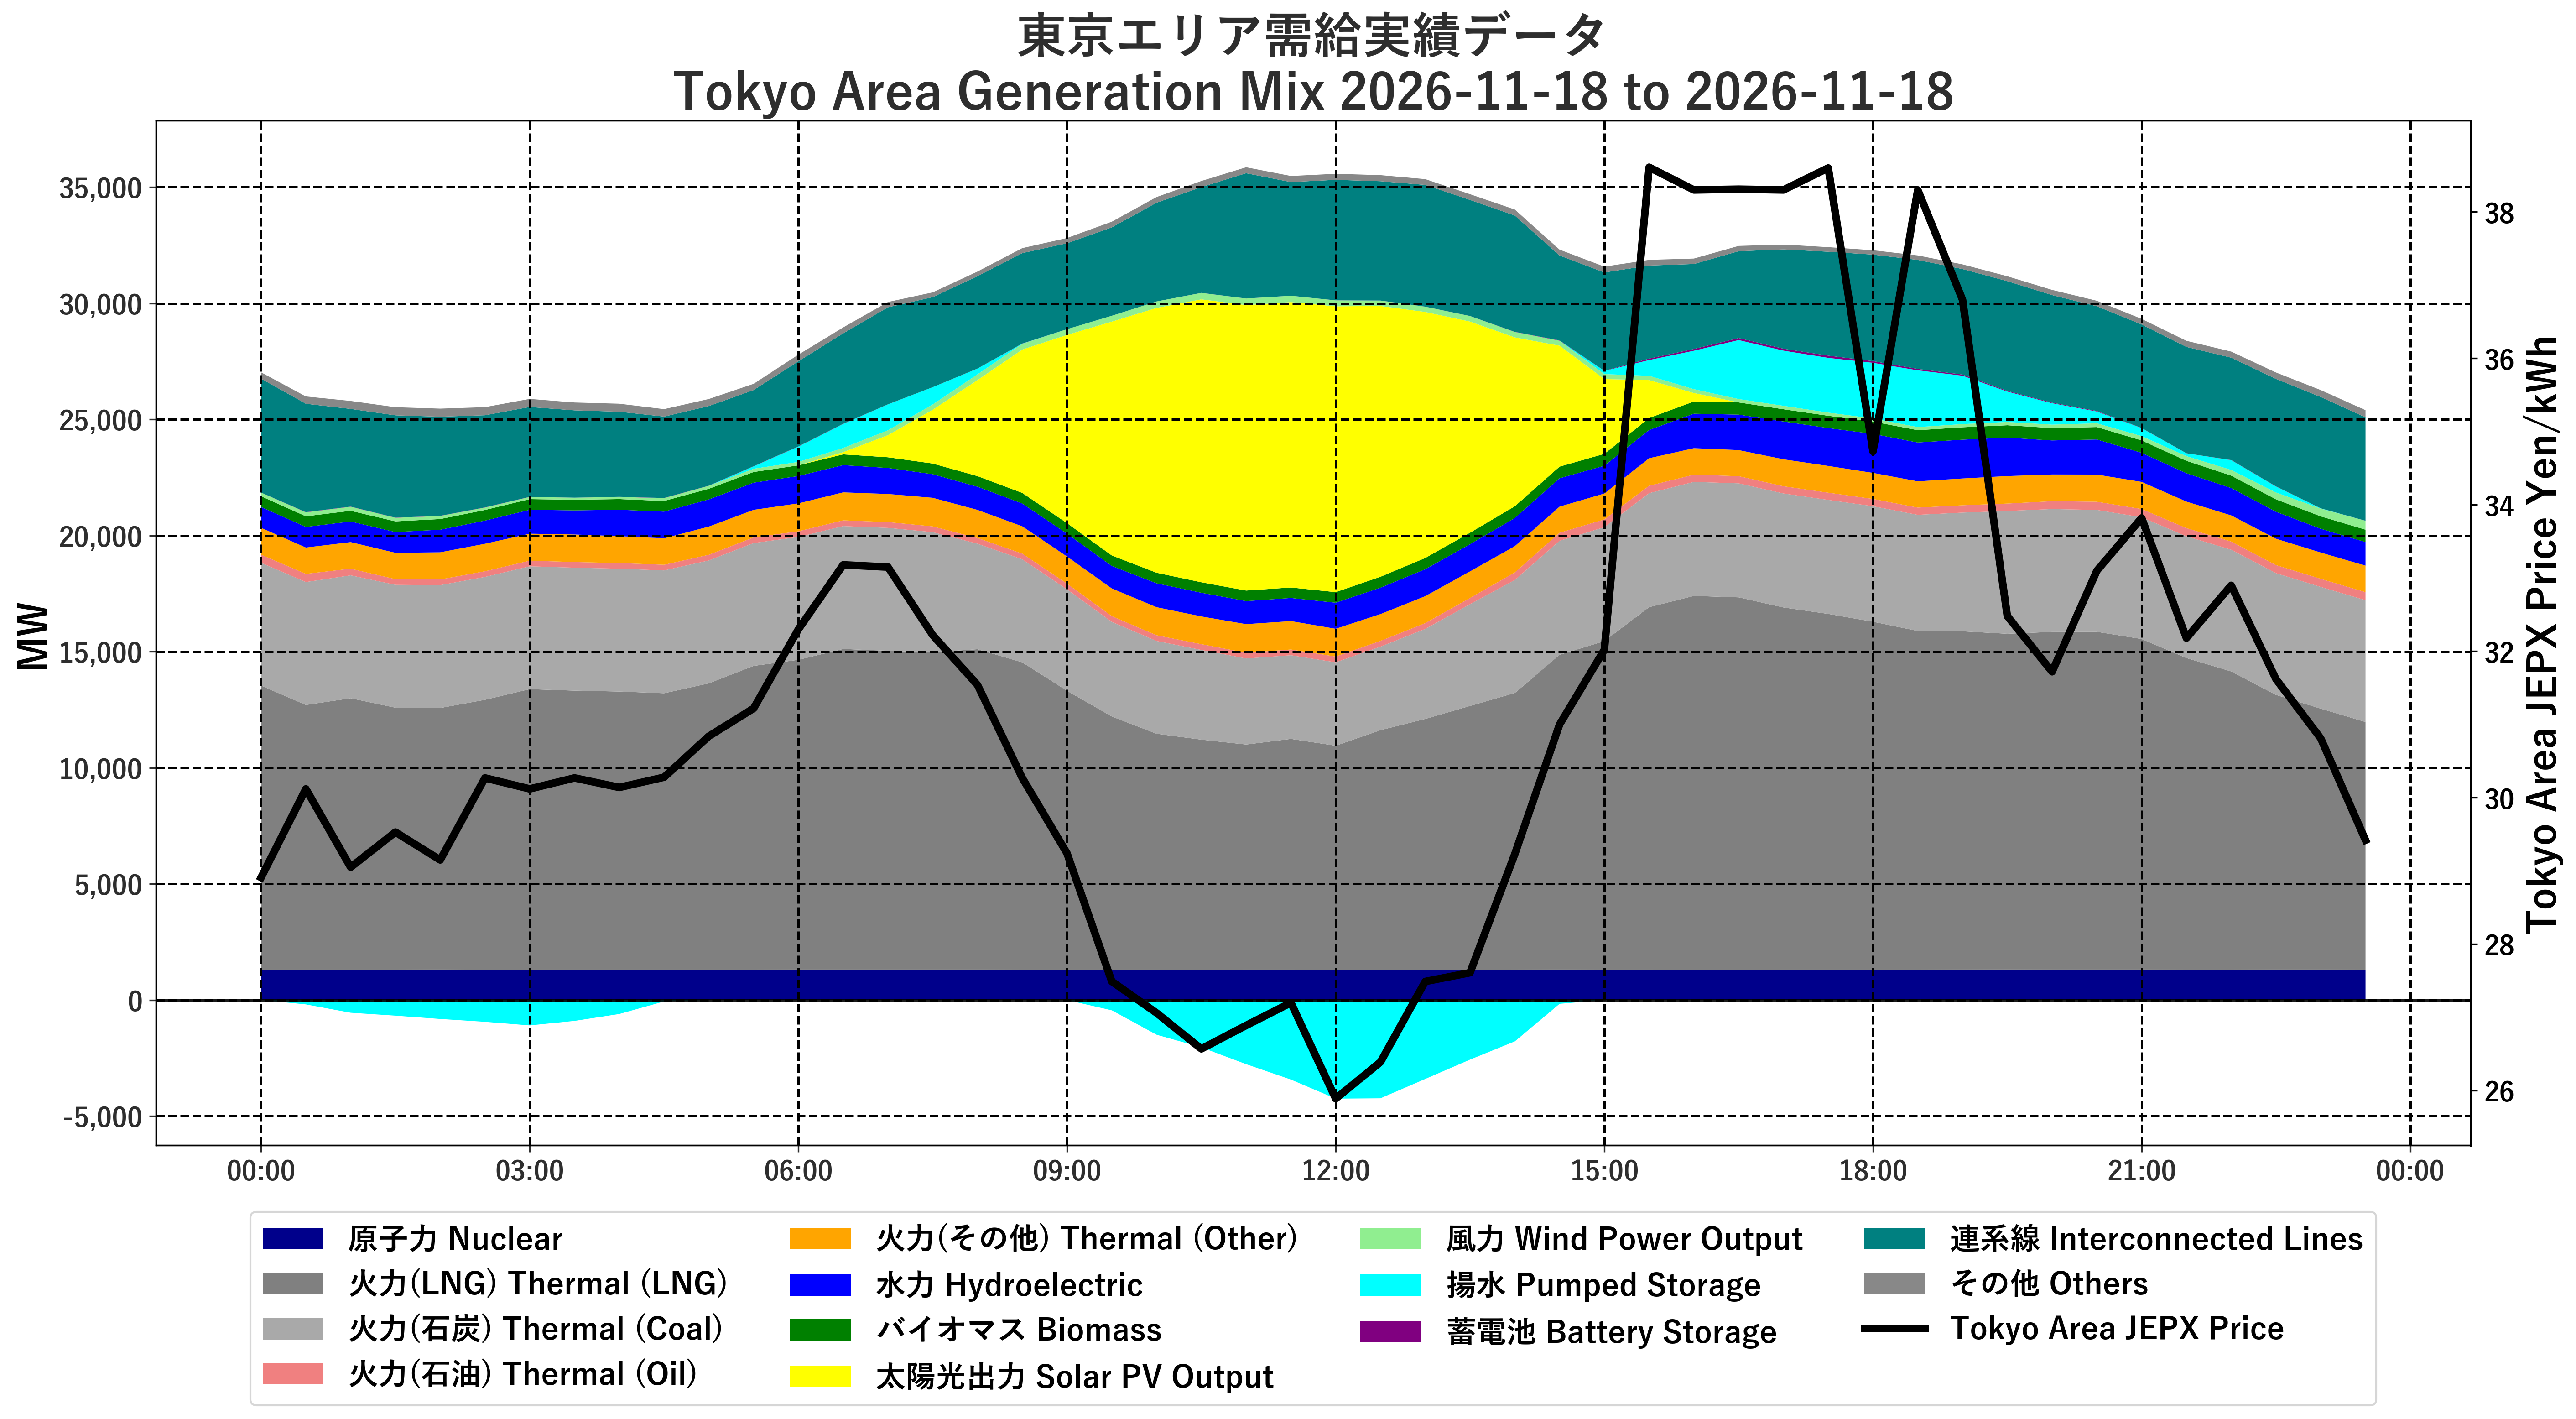 東京エリア需給実績データ
Tokyo Area Generation Mix 2026-11-18 to 2026-11-18
MW
35,000
30,000
25,000
20,000
15,000
10,000
5,000
0
-5,000
38
36
34
32
30
28
26
Tokyo Area JEPX Price Yen/kWh
00:00 03:00 06:00 09:00 12:00 15:00 18:00 21:00 00:00
原子力 Nuclear
火力(LNG) Thermal (LNG)
火力(石炭) Thermal (Coal)
火力(石油) Thermal (Oil)
火力(その他) Thermal (Other)
水力 Hydroelectric
バイオマス Biomass
太陽光出力 Solar PV Output
風力 Wind Power Output
揚水 Pumped Storage
蓄電池 Battery Storage
連系線 Interconnected Lines
その他 Others
Tokyo Area JEPX Price